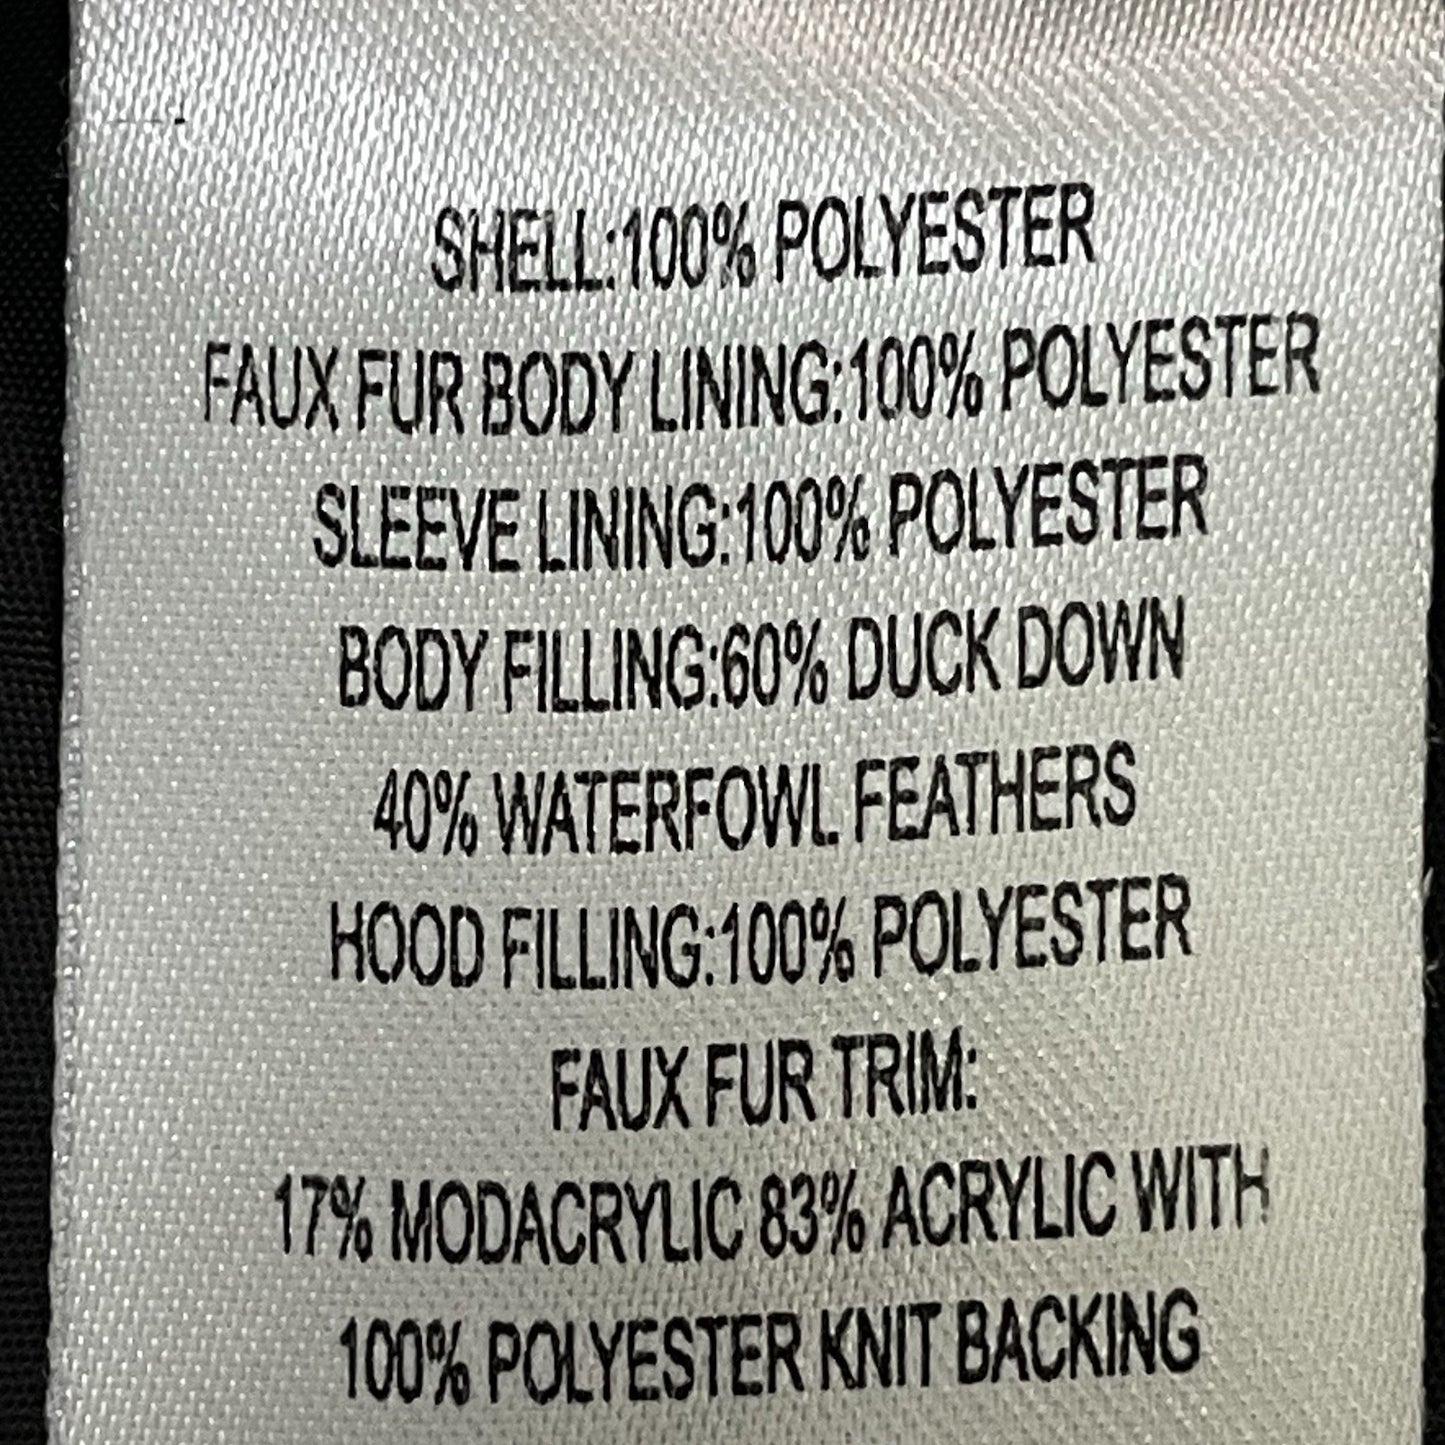 SHELL:100% POLYESTER
FAUX FUR BODY LINING:100% POLYESTER
SLEEVE LINING:100% POLYESTER
BODY FILLING:60% DUCK DOWN
40% WATERFOWL FEATHERS
HOOD FILLING:100% POLYESTER
FAUX FUR TRIM:
17% MODACRYLIC 83% ACRYLIC WITH
100% POLYESTER KNIT BACKING